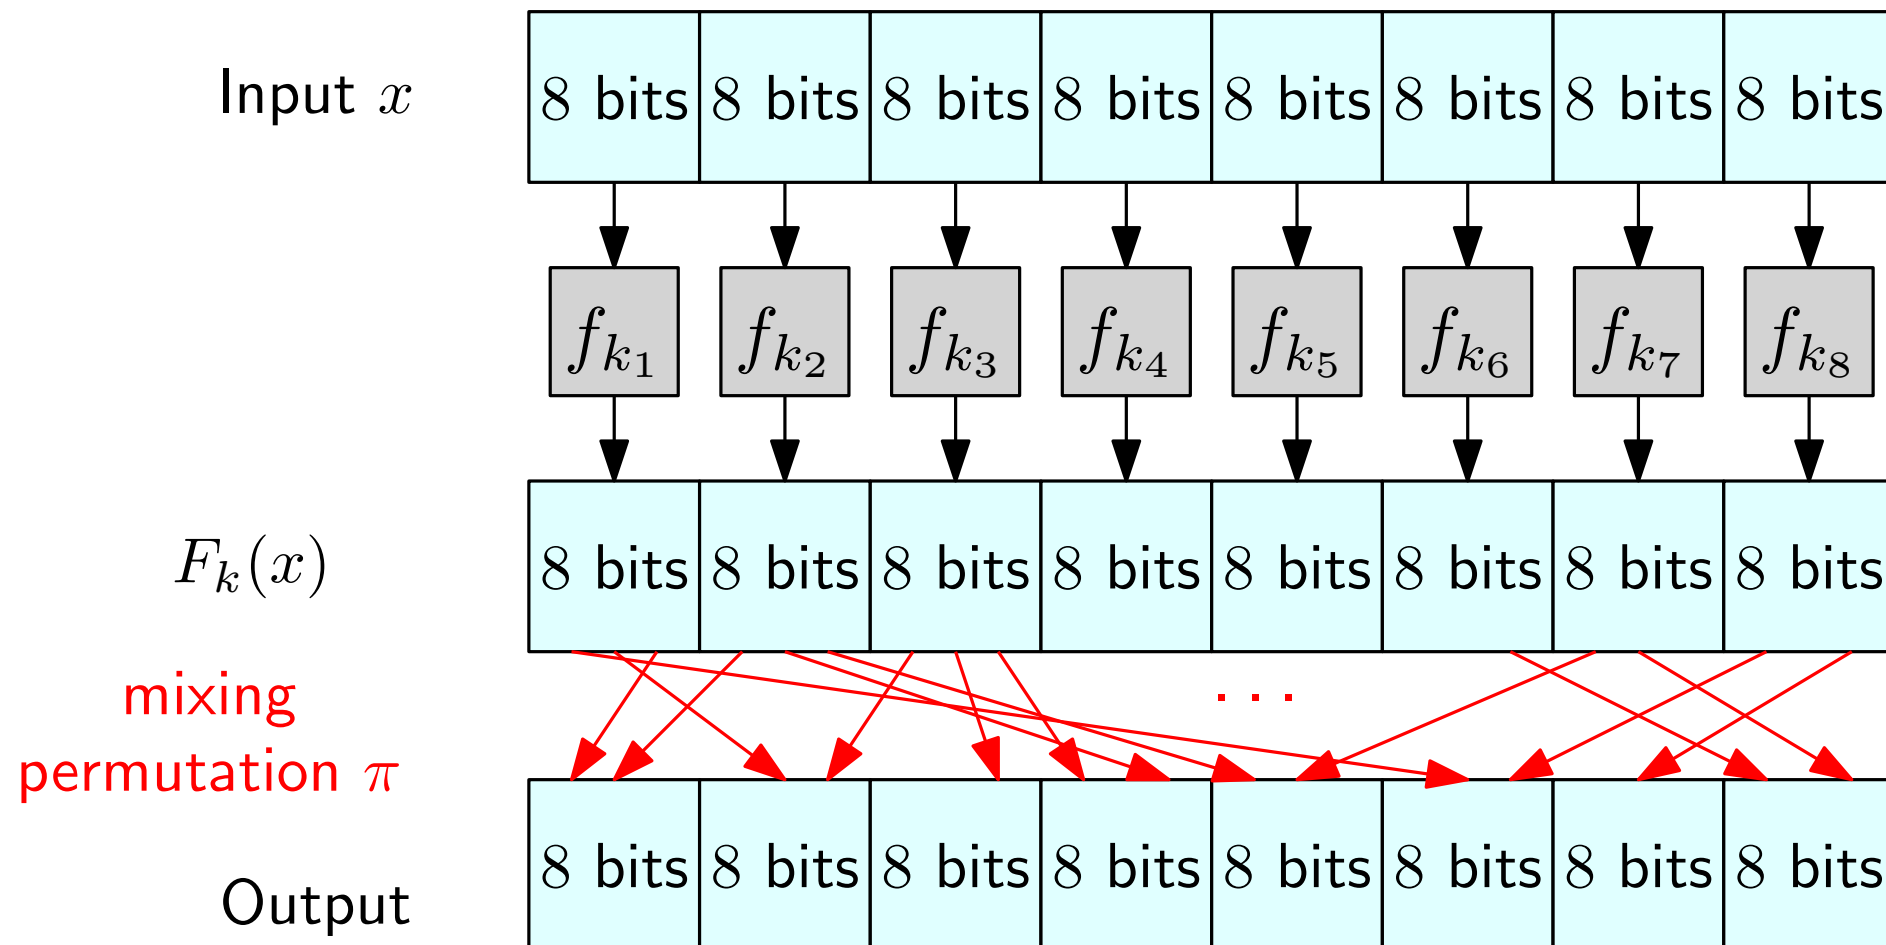 Input x 8 bits 8 bits 8 bits 8 bits 8 bits 8 bits 8 bits 8 bits
f_{k_1} f_{k_2} f_{k_3} f_{k_4} f_{k_5} f_{k_6} f_{k_7} f_{k_8}
F_k(x) 8 bits 8 bits 8 bits 8 bits 8 bits 8 bits 8 bits 8 bits
mixing
...
permutation π
8 bits 8 bits 8 bits 8 bits 8 bits 8 bits 8 bits 8 bits
Output